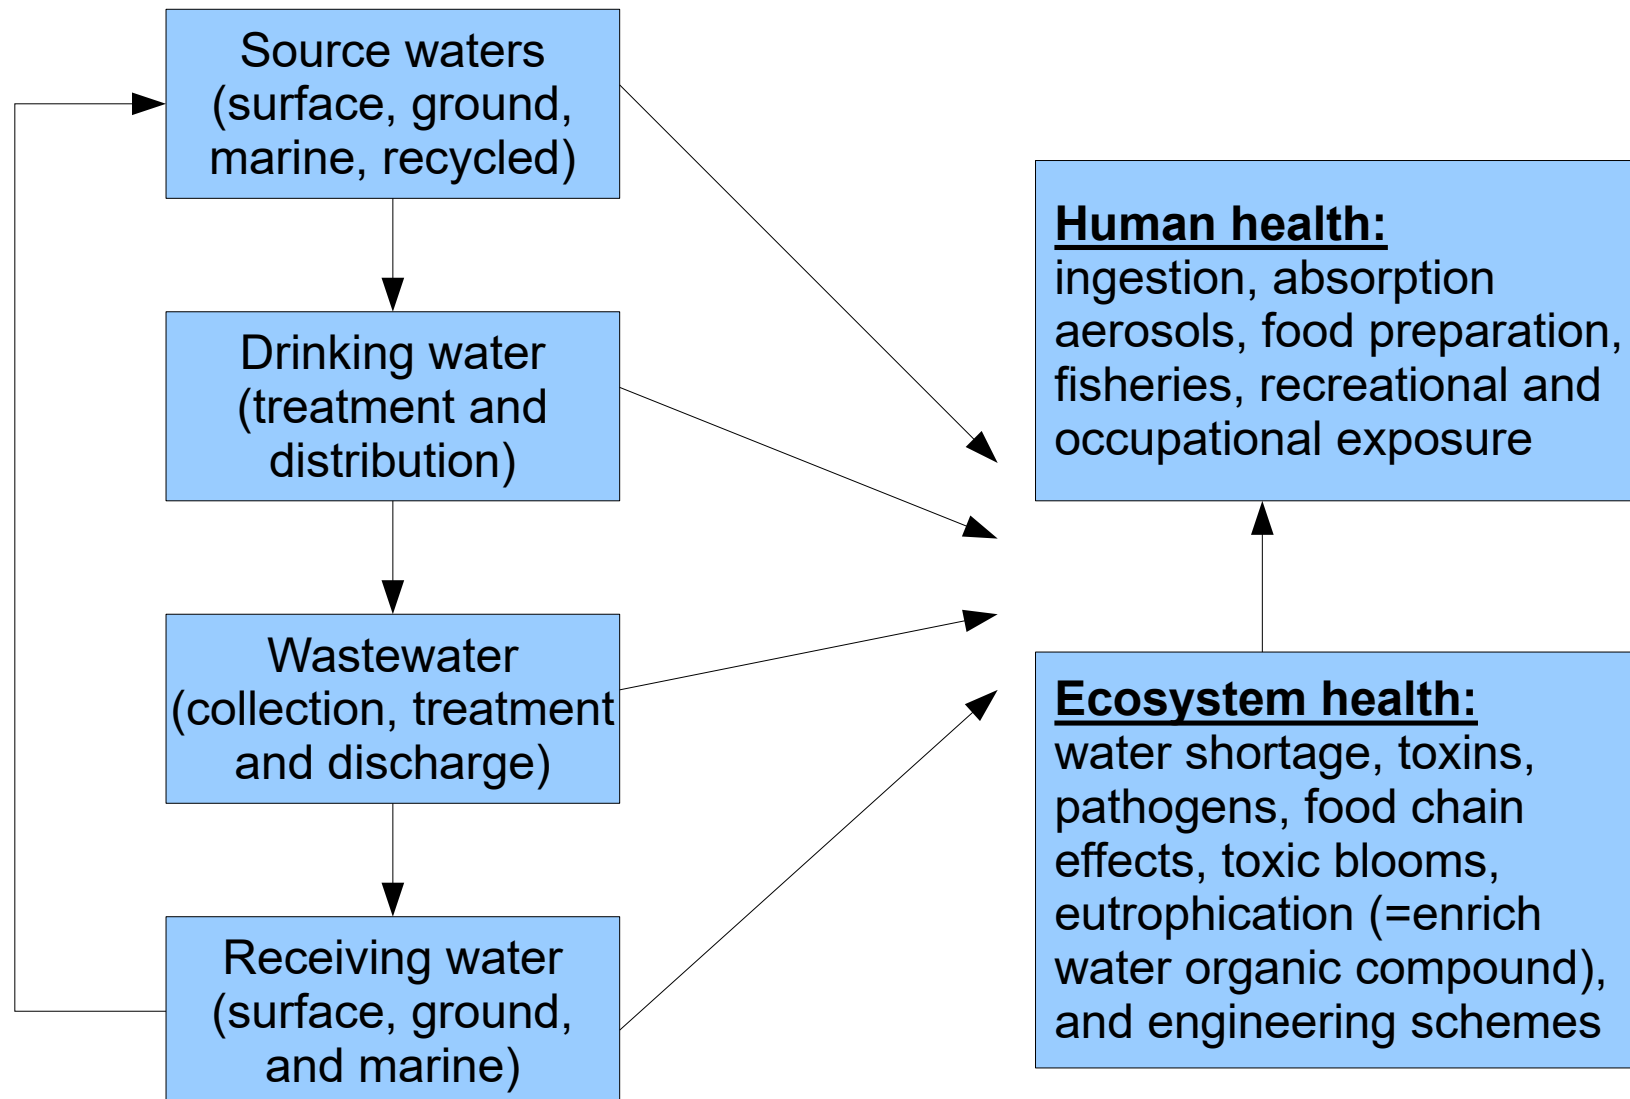 Source waters
(surface, ground,
marine, recycled)
Drinking water
(treatment and
distribution)
Wastewater
(collection, treatment
and discharge)
Receiving water
(surface, ground,
and marine)
Human health:
ingestion, absorption
aerosols, food preparation,
fisheries, recreational and
occupational exposure
Ecosystem health:
water shortage, toxins,
pathogens, food chain
effects, toxic blooms,
eutrophication (=enrich
water organic compound),
and engineering schemes